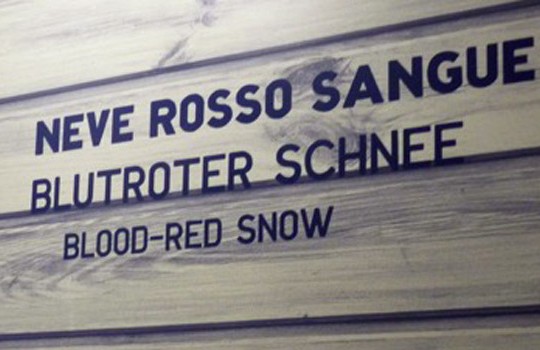 NEVE ROSSO SANGUE
BLUTROTER SCHNEE
BLOOD-RED SNOW